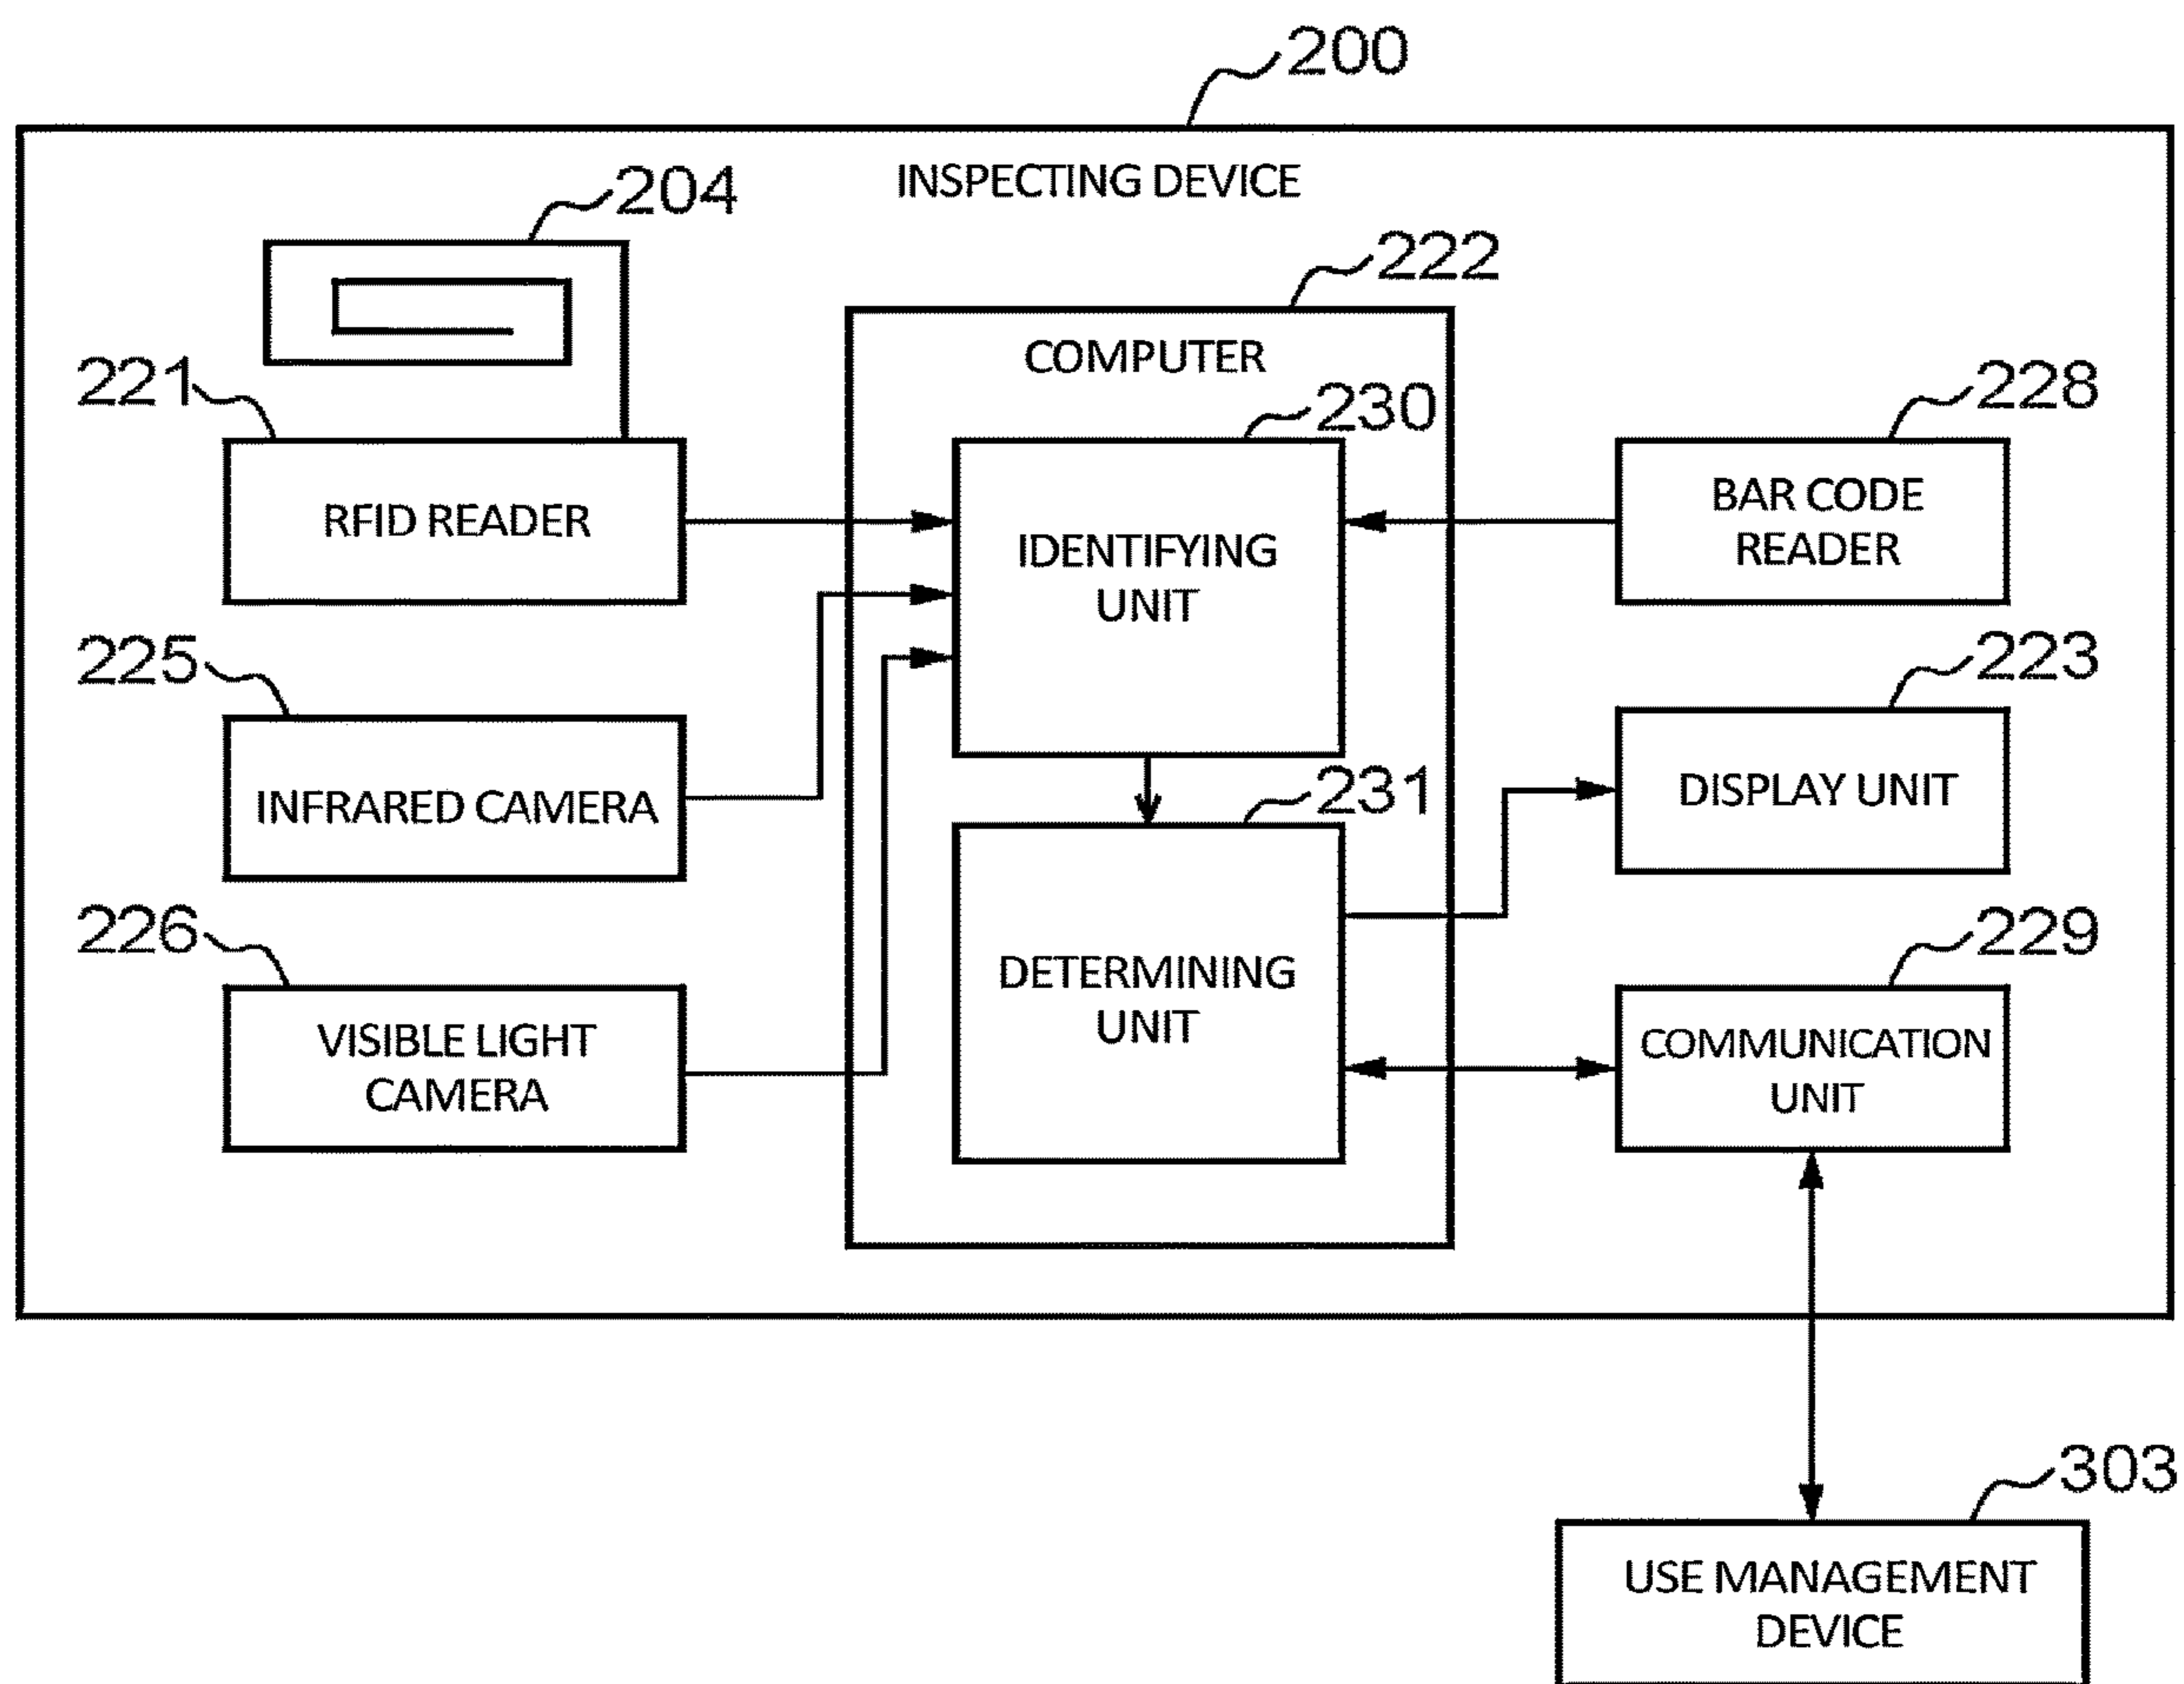 200
INSPECTING DEVICE
204
222
COMPUTER
221
230
228
RFID READER
IDENTIFYING
UNIT
BAR CODE
READER
225
223
INFRARED CAMERA
231
DISPLAY UNIT
226
229
VISIBLE LIGHT
CAMERA
DETERMINING
UNIT
COMMUNICATION
UNIT
303
USE MANAGEMENT
DEVICE